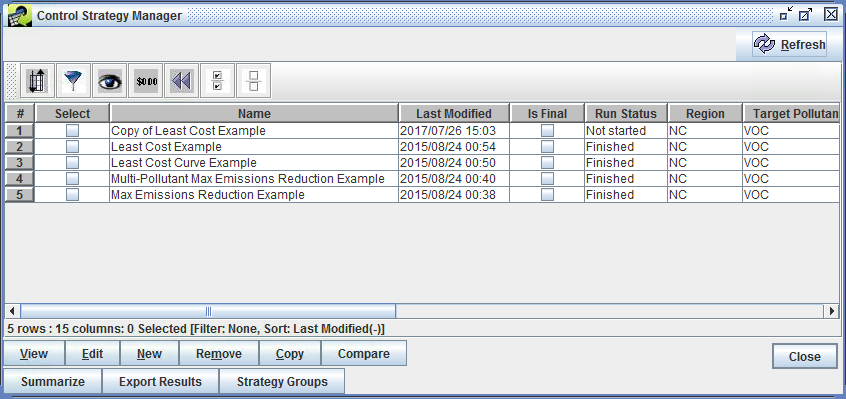 Control Strategy Manager
Refresh
$000
# Select Name Last Modified Is Final Run Status Region Target Pollutan
1 Copy of Least Cost Example 2017/07/26 15:03 Not started NC VOC
2 Least Cost Example 2015/08/24 00:54 Finished NC VOC
3 Least Cost Curve Example 2015/08/24 00:50 Finished NC VOC
4 Multi-Pollutant Max Emissions Reduction Example 2015/08/24 00:40 Finished NC VOC
5 Max Emissions Reduction Example 2015/08/24 00:38 Finished NC VOC
5 rows : 15 columns: 0 Selected [Filter: None, Sort: Last Modified(-)]
View Edit New Remove Copy Compare
Close
Summarize Export Results Strategy Groups